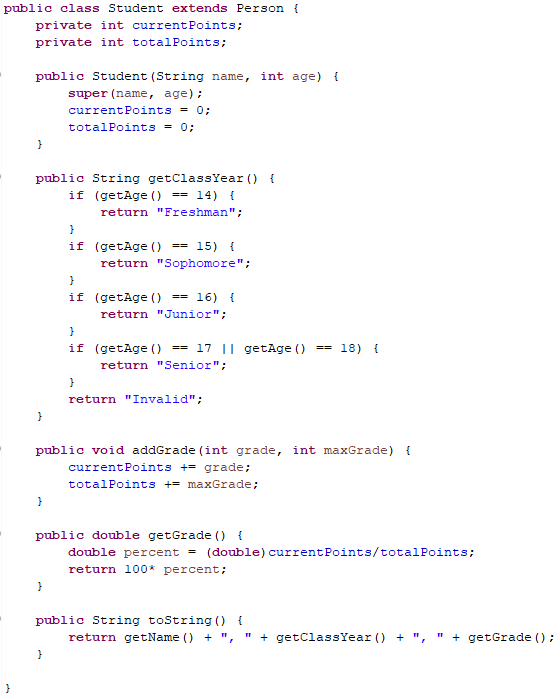 public class Student extends Person {
    private int currentPoints;
    private int totalPoints;

    public Student(String name, int age) {
        super(name, age);
        currentPoints = 0;
        totalPoints = 0;
    }

    public String getClassYear() {
        if (getAge() == 14) {
            return "Freshman";
        }
        if (getAge() == 15) {
            return "Sophomore";
        }
        if (getAge() == 16) {
            return "Junior";
        }
        if (getAge() == 17 || getAge() == 18) {
            return "Senior";
        }
        return "Invalid";
    }

    public void addGrade(int grade, int maxGrade) {
        currentPoints += grade;
        totalPoints += maxGrade;
    }

    public double getGrade() {
        double percent = (double)currentPoints/totalPoints;
        return 100* percent;
    }

    public String toString() {
        return getName() + ", " + getClassYear() + ", " + getGrade();
    }

}